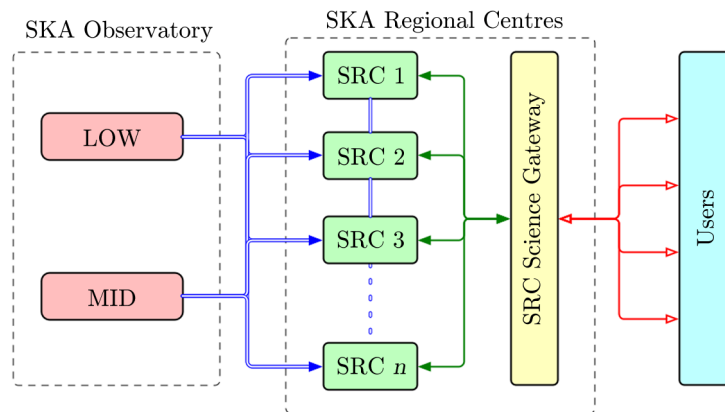 SKA Observatory
SKA Regional Centres
LOW
MID
SRC 1
SRC 2
SRC 3
SRC n
SRC Science Gateway
Users